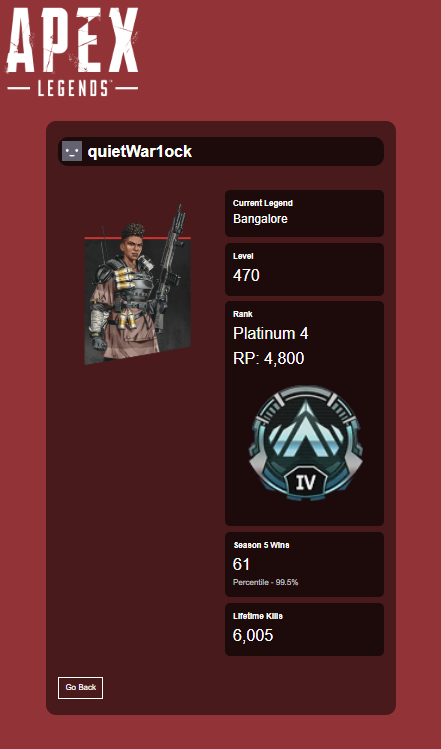 APEX
LEGENDS™
quietWar1ock
Current Legend
Bangalore
Level
470
Rank
Platinum 4
RP: 4,800
IV
Season 5 Wins
61
Percentile - 99.5%
Lifetime Kills
6,005
Go Back